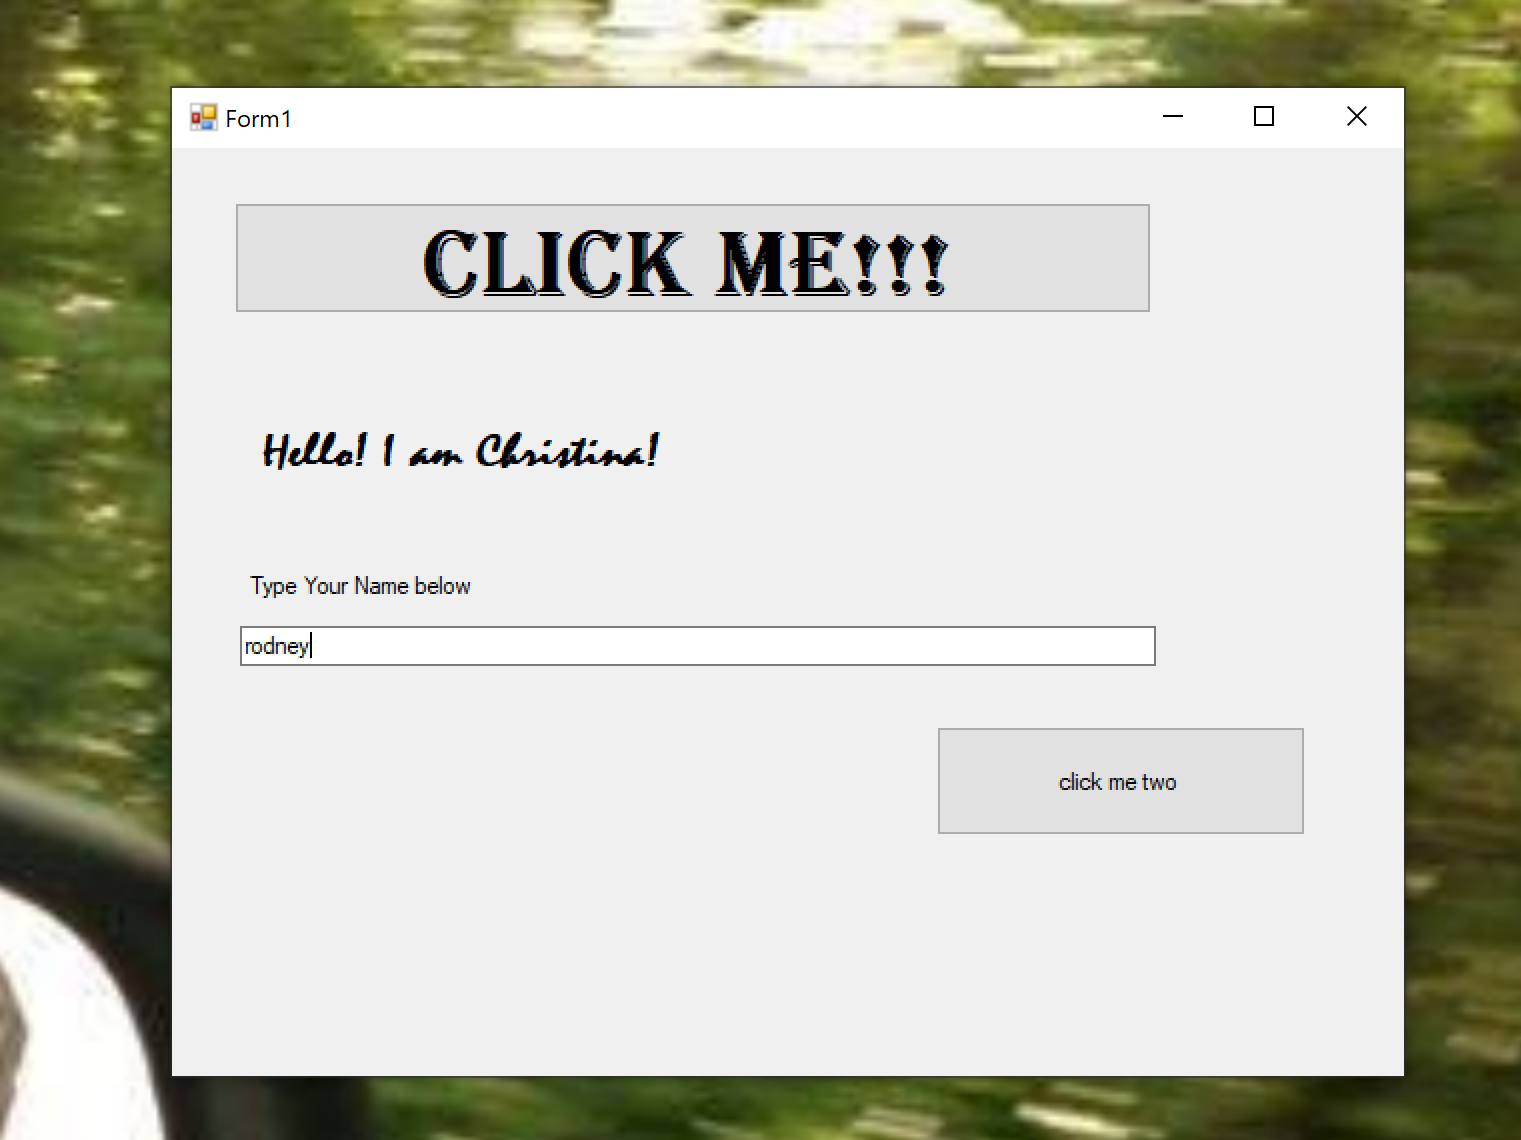 Form1
CLICK ME!!!
Hello! I am Christina!
Type Your Name below
rodney
click me two